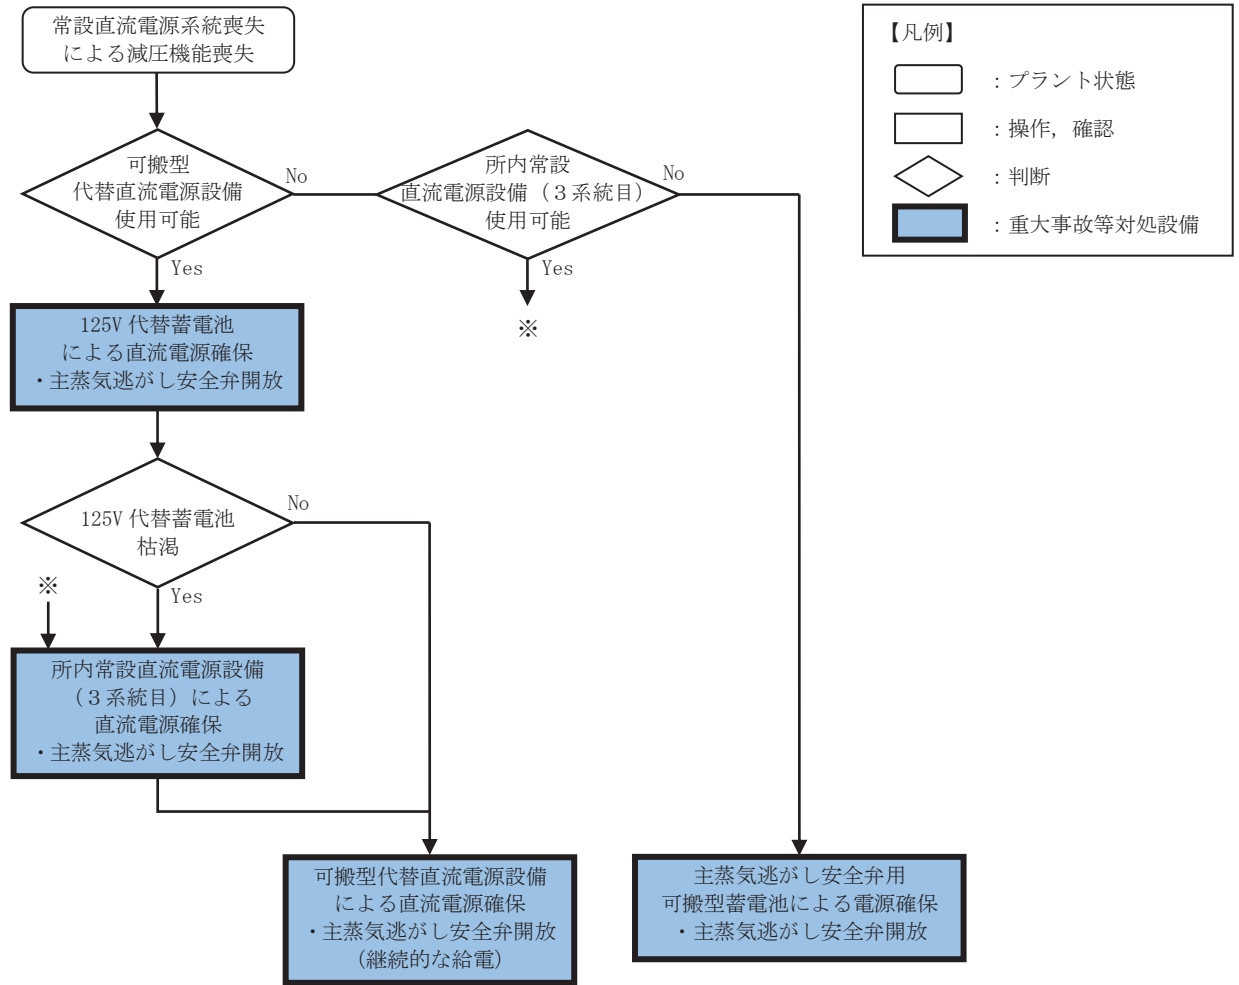 常設直流電源系統喪失
による減圧機能喪失
可搬型
代替直流電源設備
使用可能
No
Yes
所内常設
直流電源設備（３系統目）
使用可能
No
Yes
※
125V 代替蓄電池
による直流電源確保
・主蒸気逃がし安全弁開放
125V 代替蓄電池
枯渇
No
Yes
※
所内常設直流電源設備
（３系統目）による
直流電源確保
・主蒸気逃がし安全弁開放
可搬型代替直流電源設備
による直流電源確保
・主蒸気逃がし安全弁開放
(継続的な給電)
主蒸気逃がし安全弁用
可搬型蓄電池による電源確保
・主蒸気逃がし安全弁開放
【凡例】
：プラント状態
：操作，確認
：判断
：重大事故等対処設備